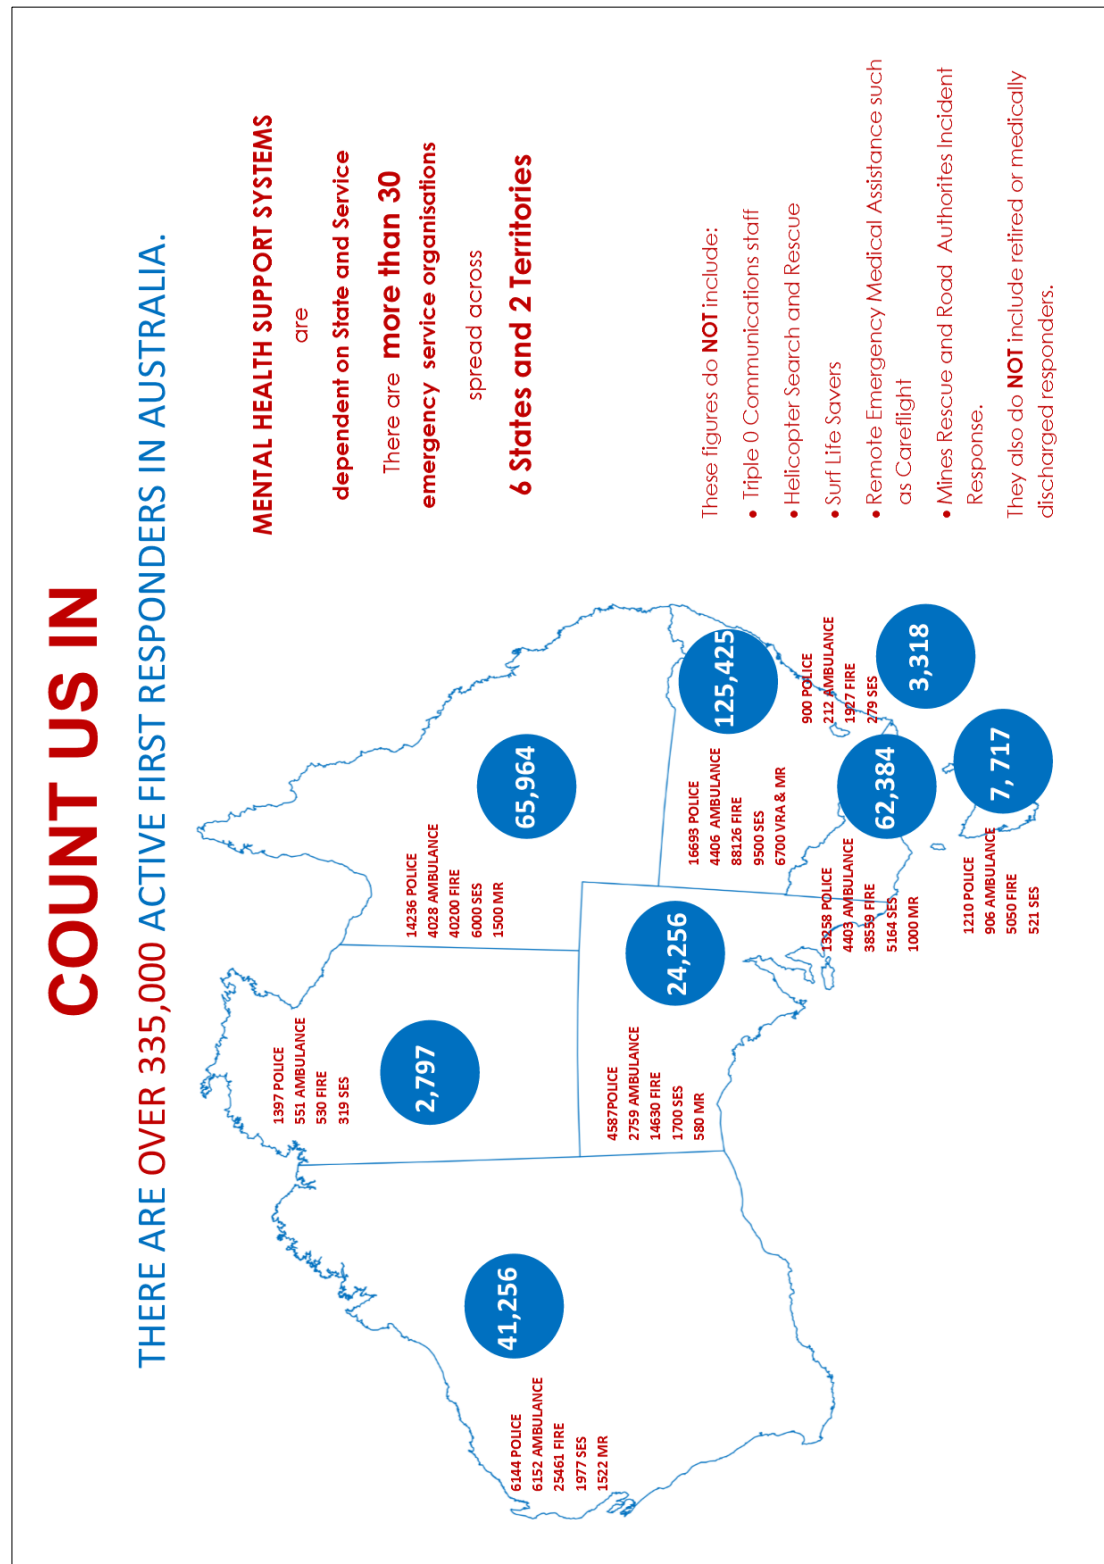 COUNT US IN
THERE ARE OVER 335,000 ACTIVE FIRST RESPONDERS IN AUSTRALIA.
MENTAL HEALTH SUPPORT SYSTEMS
are
dependent on State and Service
There are more than 30
emergency service organisations
spread across
6 States and 2 Territories
1397 POLICE
551 AMBULANCE
530 FIRE
319 SES
2,797
14236 POLICE
4028 AMBULANCE
40200 FIRE
6000 SES
1500 MR
65,964
6144 POLICE
6152 AMBULANCE
25461 FIRE
1977 SES
1522 MR
41,256
4587POLICE
2759 AMBULANCE
14630 FIRE
1700 SES
580 MR
24,256
16693 POLICE
4406 AMBULANCE
88126 FIRE
9500 SES
6700 VRA & MR
125,425
900 POLICE
212 AMBULANCE
1927 FIRE
279 SES
3,318
13258 POLICE
4403 AMBULANCE
38559 FIRE
5164 SES
1000 MR
62,384
1210 POLICE
906 AMBULANCE
5050 FIRE
521 SES
7, 717
These figures do NOT include:
• Triple 0 Communications staff
• Helicopter Search and Rescue
• Surf Life Savers
• Remote Emergency Medical Assistance such
as Careflight
• Mines Rescue and Road Authorites Incident
Response.
They also do NOT include retired or medically
discharged responders.